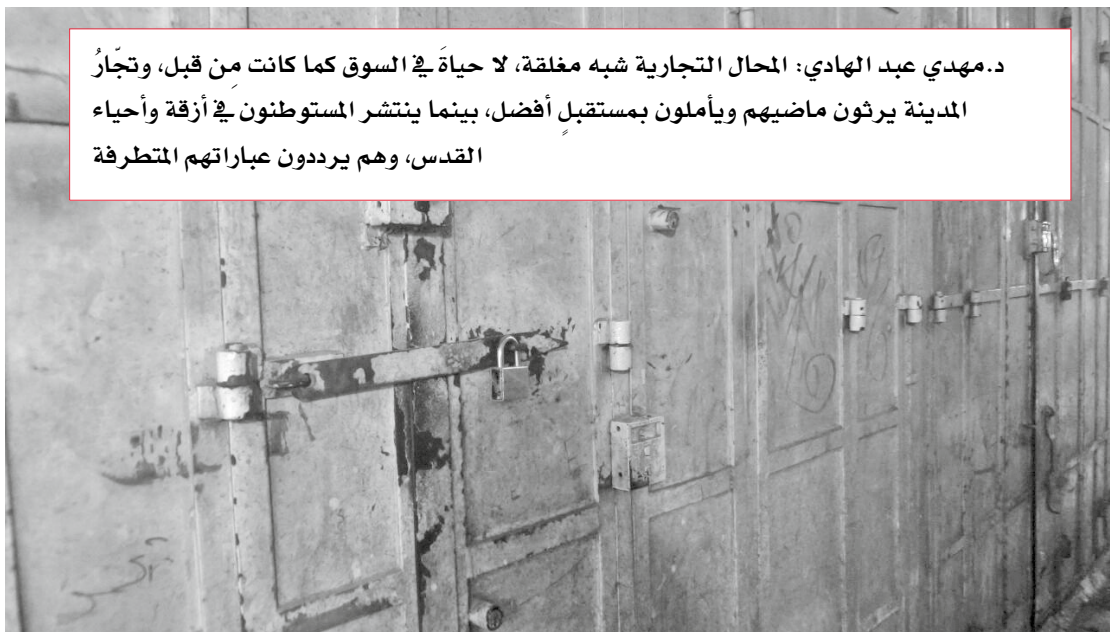 د.مهدي عبد الهادي: المحال التجارية شبه مغلقة، لا حياةَ في السوق كما كانت مِن قبل، وتجّارُ
المدينة يرثون ماضيهم ويأملون بمستقبلٍ أفضل، بينما ينتشر المستوطنون في أزقة وأحياء
القدس، وهم يرددون عباراتهم المتطرفة